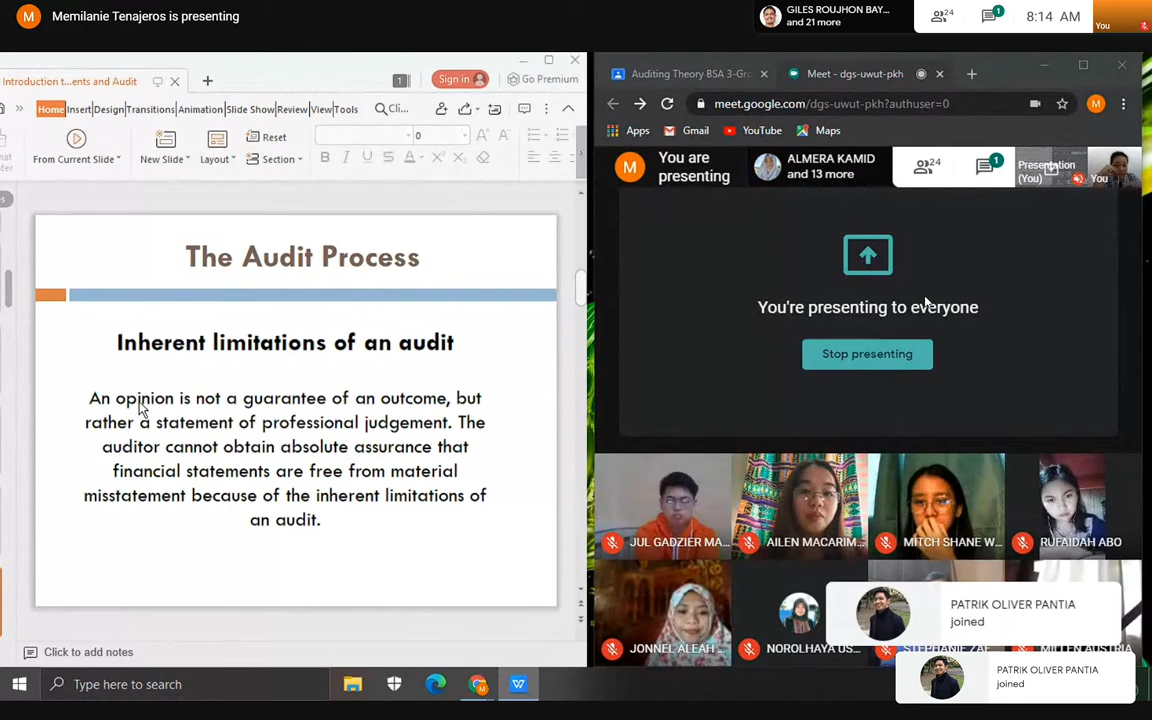 M Memilanie Tenajeros is presenting
GILES ROUJHON BAY...
and 21 more
24
1
8:14 AM
You
Introduction t...ents and Audit
1
Sign in
Go Premium
Home Insert Design Transitions Animation Slide Show Review View Tools
Cli...
From Current Slide
New Slide
Layout
Reset
Section
0
B I U S A X² X₂
The Audit Process
Inherent limitations of an audit
An opinion is not a guarantee of an outcome, but
rather a statement of professional judgement. The
auditor cannot obtain absolute assurance that
financial statements are free from material
misstatement because of the inherent limitations of
an audit.
Click to add notes
Type here to search
Auditing Theory BSA 3-Gr
Meet - dgs-uwut-pkh
meet.google.com/dgs-uwut-pkh?authuser=0
M
Apps
Gmail
YouTube
Maps
M
You are
presenting
ALMERA KAMID
and 13 more
24
1
Presentation
(You)
You
You're presenting to everyone
Stop presenting
JUL GADZIER MA...
AILEN MACARIM...
MITCH SHANE W...
RUFAIDAH ABO
JONNEL ALEAH
NOROLHAYA US...
PATRIK OLIVER PANTIA
joined
PATRIK OLIVER PANTIA
joined